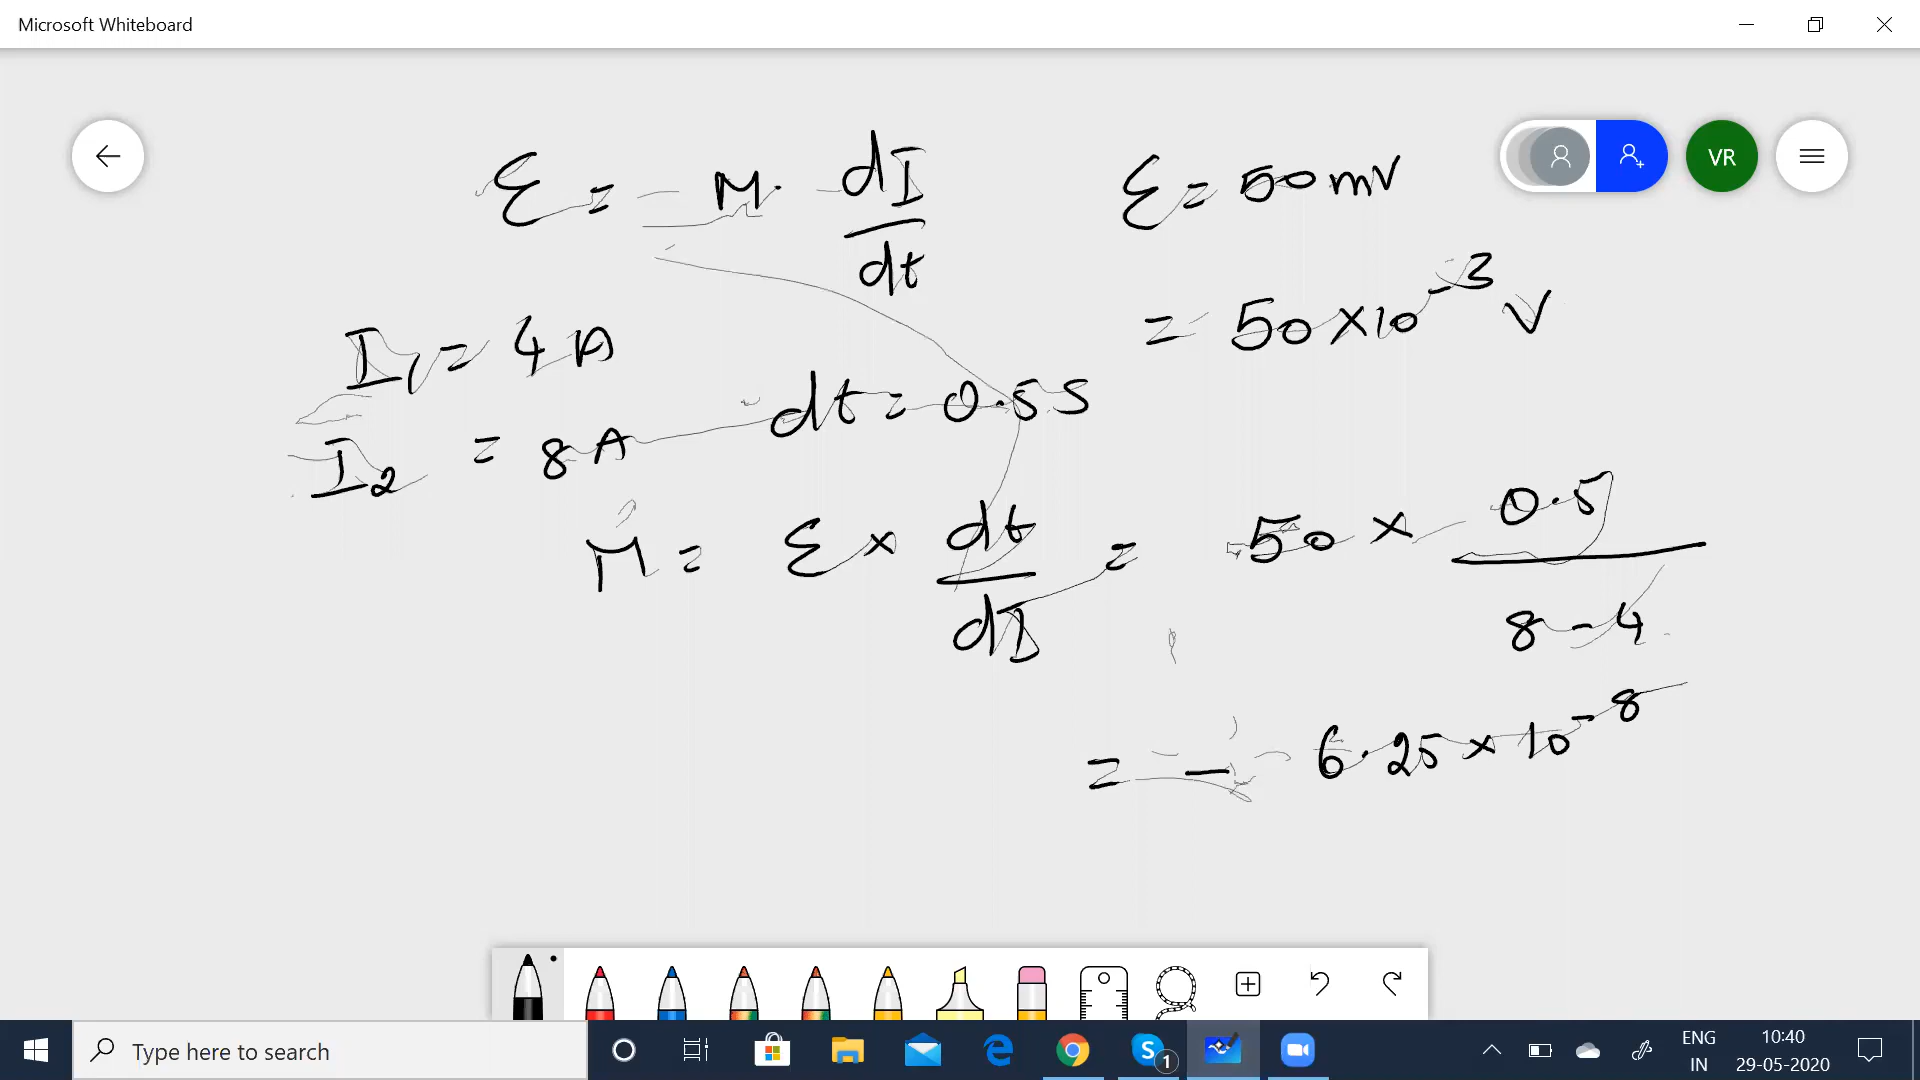 Microsoft Whiteboard
VR
Ɛ = - M. dI/dt
Ɛ = 50 mV
= 50 × 10⁻³ V
I₁ = 4 A
I₂ = 8 A
dt = 0.5 S
M = Ɛ × dt/dI = 50 × 0.5/8 - 4
= - 6.25 × 10⁻⁸
Type here to search
1
ENG
IN
10:40
29-05-2020